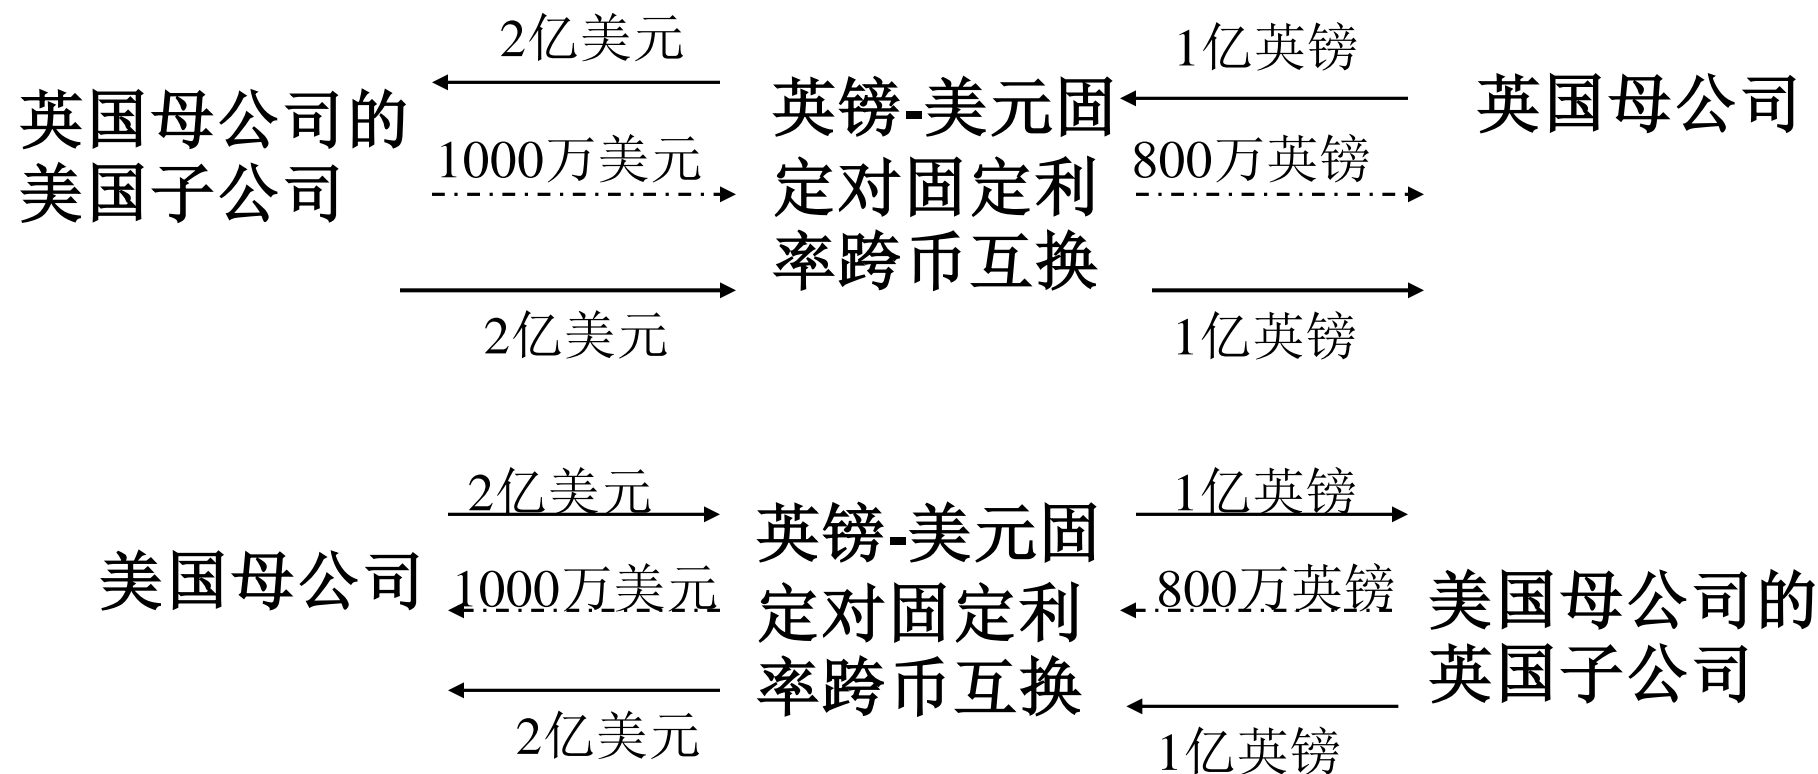 2亿美元
1亿英镑
英国母公司的
美国子公司
英镑-美元固
定对固定利
率跨币互换
英国母公司
1000万美元
800万英镑
2亿美元
1亿英镑
2亿美元
1亿英镑
美国母公司
英镑-美元固
定对固定利
率跨币互换
1000万美元
800万英镑
美国母公司的
英国子公司
2亿美元
1亿英镑